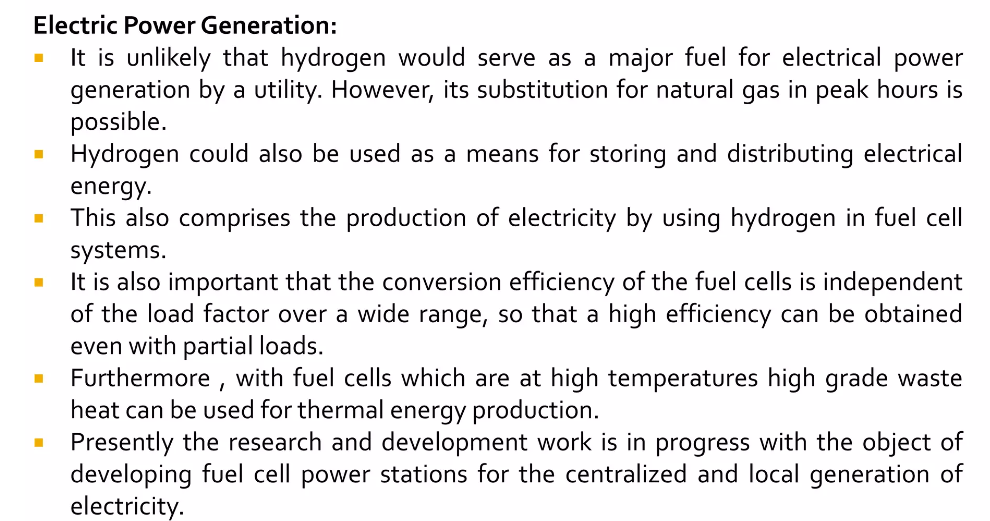 Electric Power Generation:
▪ It is unlikely that hydrogen would serve as a major fuel for electrical power
generation by a utility. However, its substitution for natural gas in peak hours is
possible.
▪ Hydrogen could also be used as a means for storing and distributing electrical
energy.
▪ This also comprises the production of electricity by using hydrogen in fuel cell
systems.
▪ It is also important that the conversion efficiency of the fuel cells is independent
of the load factor over a wide range, so that a high efficiency can be obtained
even with partial loads.
▪ Furthermore , with fuel cells which are at high temperatures high grade waste
heat can be used for thermal energy production.
▪ Presently the research and development work is in progress with the object of
developing fuel cell power stations for the centralized and local generation of
electricity.